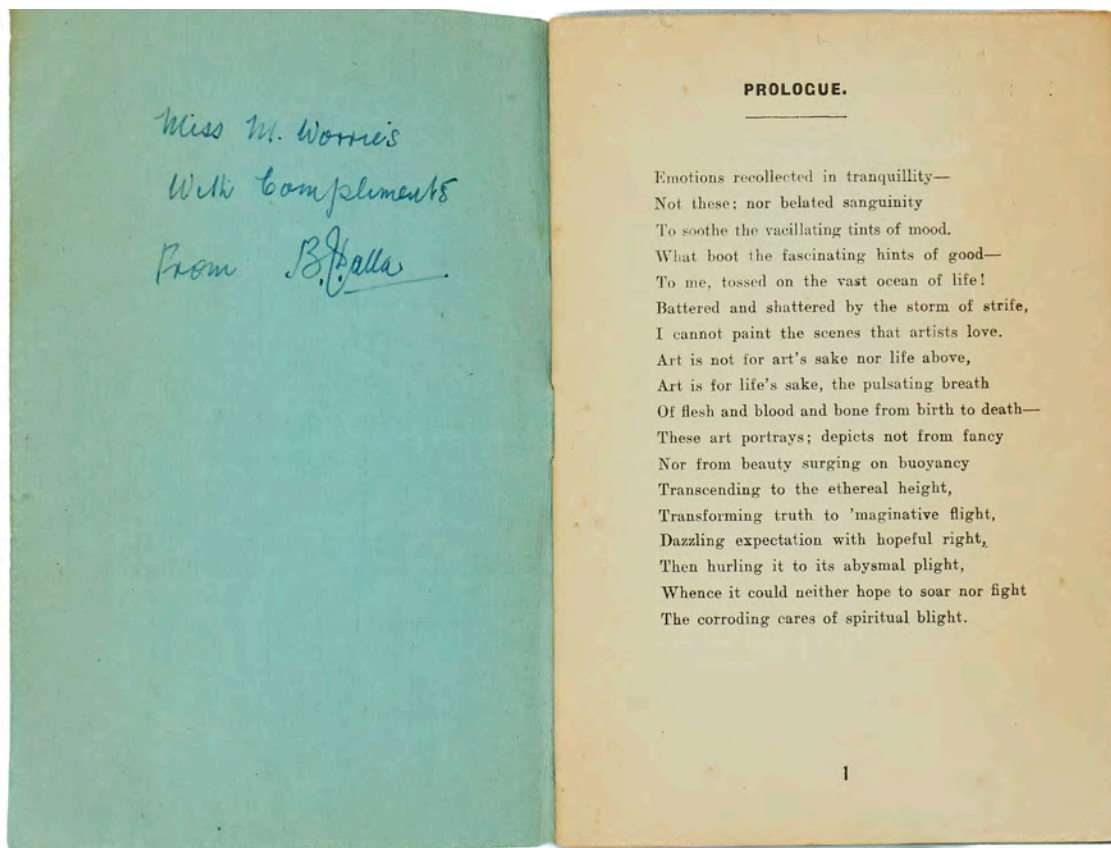 Miss M. Worries
With Compliments
From B. Dalla
PROLOGUE.
Emotions recollected in tranquillity—
Not these; nor belated sanguinity
To soothe the vacillating tints of mood.
What boot the fascinating hints of good—
To me, tossed on the vast ocean of life!
Battered and shattered by the storm of strife,
I cannot paint the scenes that artists love.
Art is not for art's sake nor life above,
Art is for life's sake, the pulsating breath
Of flesh and blood and bone from birth to death—
These art portrays; depicts not from fancy
Nor from beauty surging on buoyancy
Transcending to the ethereal height,
Transforming truth to 'maginative flight,
Dazzling expectation with hopeful right,
Then hurling it to its abysmal plight,
Whence it could neither hope to soar nor fight
The corroding cares of spiritual blight.
1